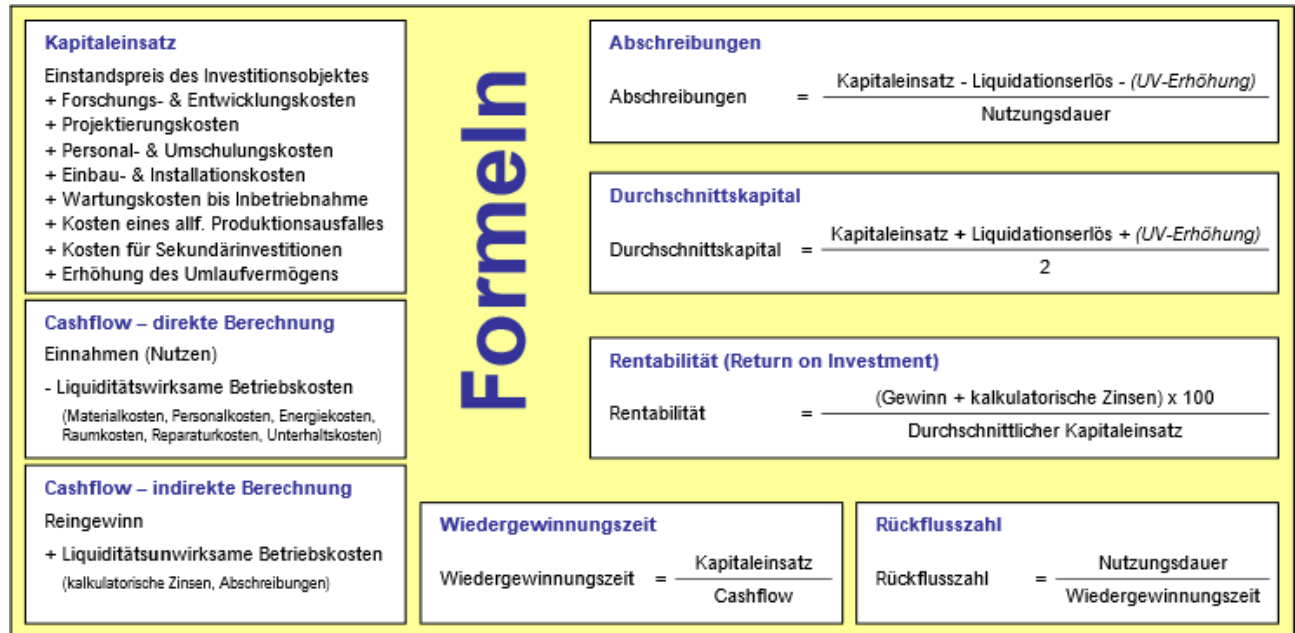 Kapitaleinsatz
Einstandspreis des Investitionsobjektes
+ Forschungs- & Entwicklungskosten
+ Projektierungskosten
+ Personal- & Umschulungskosten
+ Einbau- & Installationskosten
+ Wartungskosten bis Inbetriebnahme
+ Kosten eines allf. Produktionsausfalles
+ Kosten für Sekundärinvestitionen
+ Erhöhung des Umlaufvermögens
Cashflow – direkte Berechnung
Einnahmen (Nutzen)
- Liquiditätswirksame Betriebskosten
(Materialkosten, Personalkosten, Energiekosten,
Raumkosten, Reparaturkosten, Unterhaltskosten)
Cashflow – indirekte Berechnung
Reingewinn
+ Liquiditätsunwirksame Betriebskosten
(kalkulatorische Zinsen, Abschreibungen)
Formeln
Abschreibungen
Kapitaleinsatz - Liquidationserlös - (UV-Erhöhung)
Abschreibungen =
Nutzungsdauer
Durchschnittskapital
Kapitaleinsatz + Liquidationserlös + (UV-Erhöhung)
Durchschnittskapital =
2
Rentabilität (Return on Investment)
(Gewinn + kalkulatorische Zinsen) x 100
Rentabilität =
Durchschnittlicher Kapitaleinsatz
Wiedergewinnungszeit
Kapitaleinsatz
Wiedergewinnungszeit =
Cashflow
Rückflusszahl
Nutzungsdauer
Rückflusszahl =
Wiedergewinnungszeit